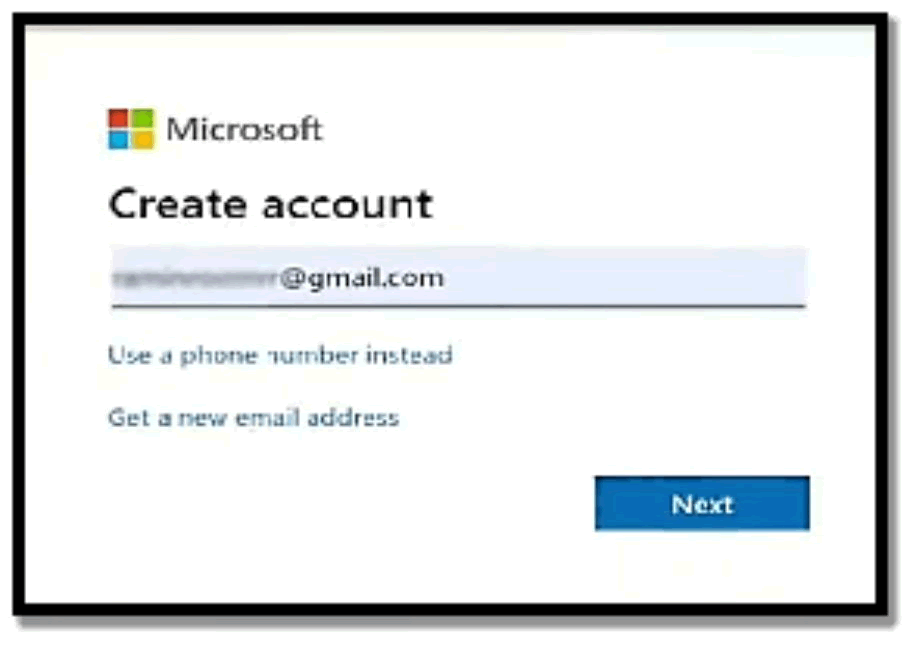 Microsoft
Create account
@gmail.com
Use a phone number instead
Get a new email address
Next